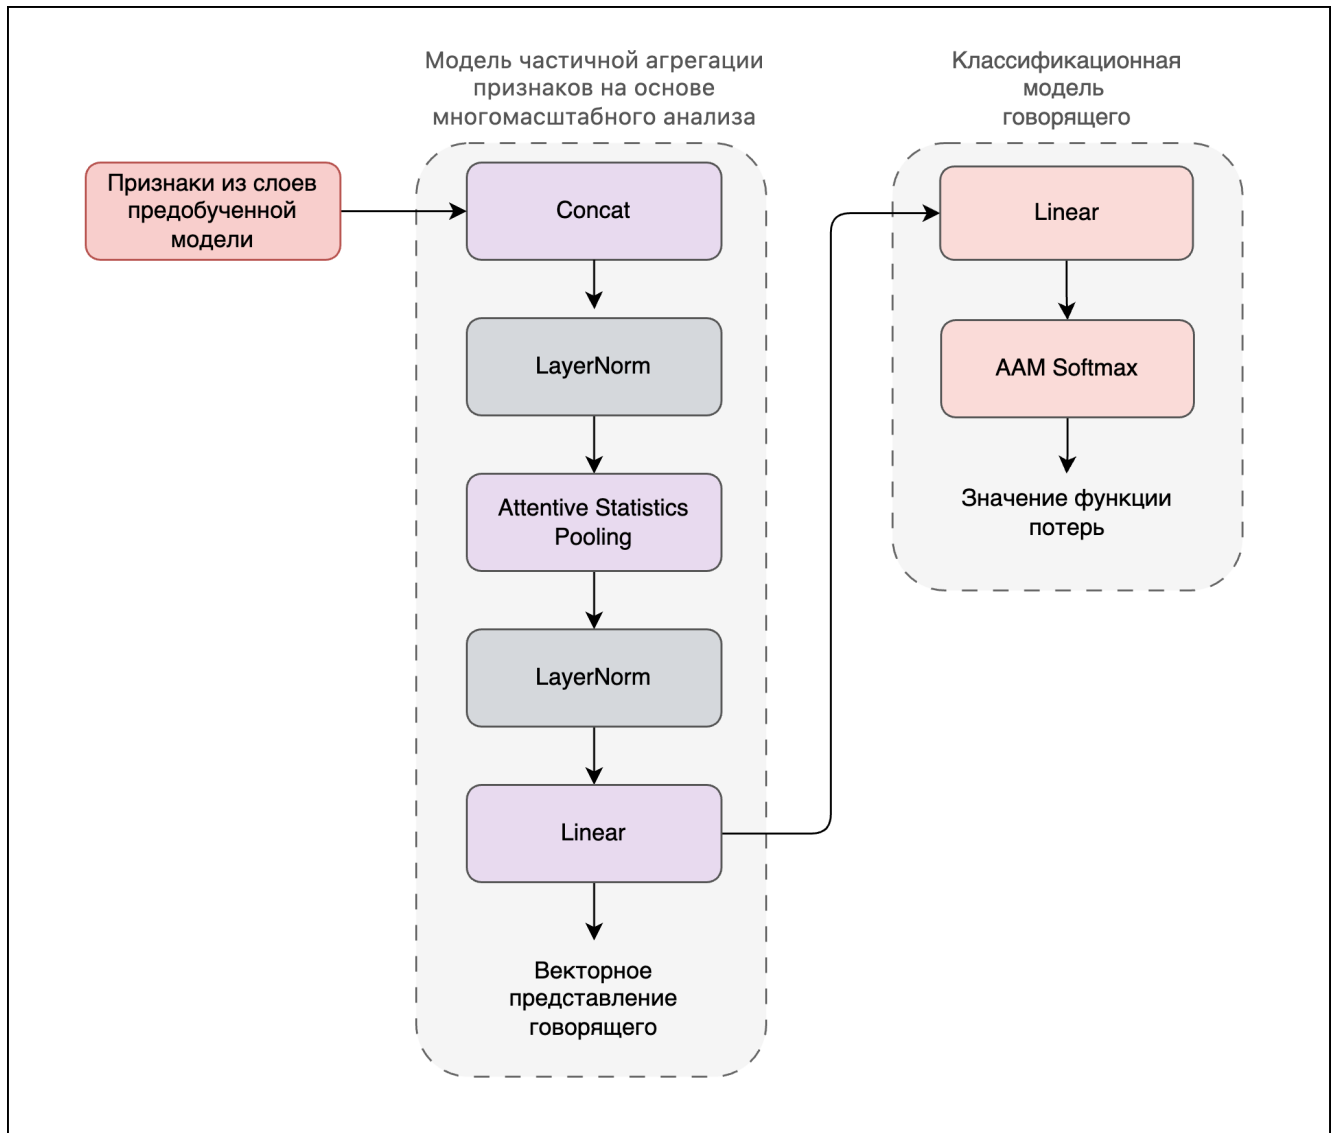 Модель частичной агрегации
признаков на основе
многомасштабного анализа
Классификационная
модель
говорящего
Признаки из слоев
предобученной
модели
Concat
LayerNorm
Attentive Statistics
Pooling
LayerNorm
Linear
Векторное
представление
говорящего
Linear
AAM Softmax
Значение функции
потерь